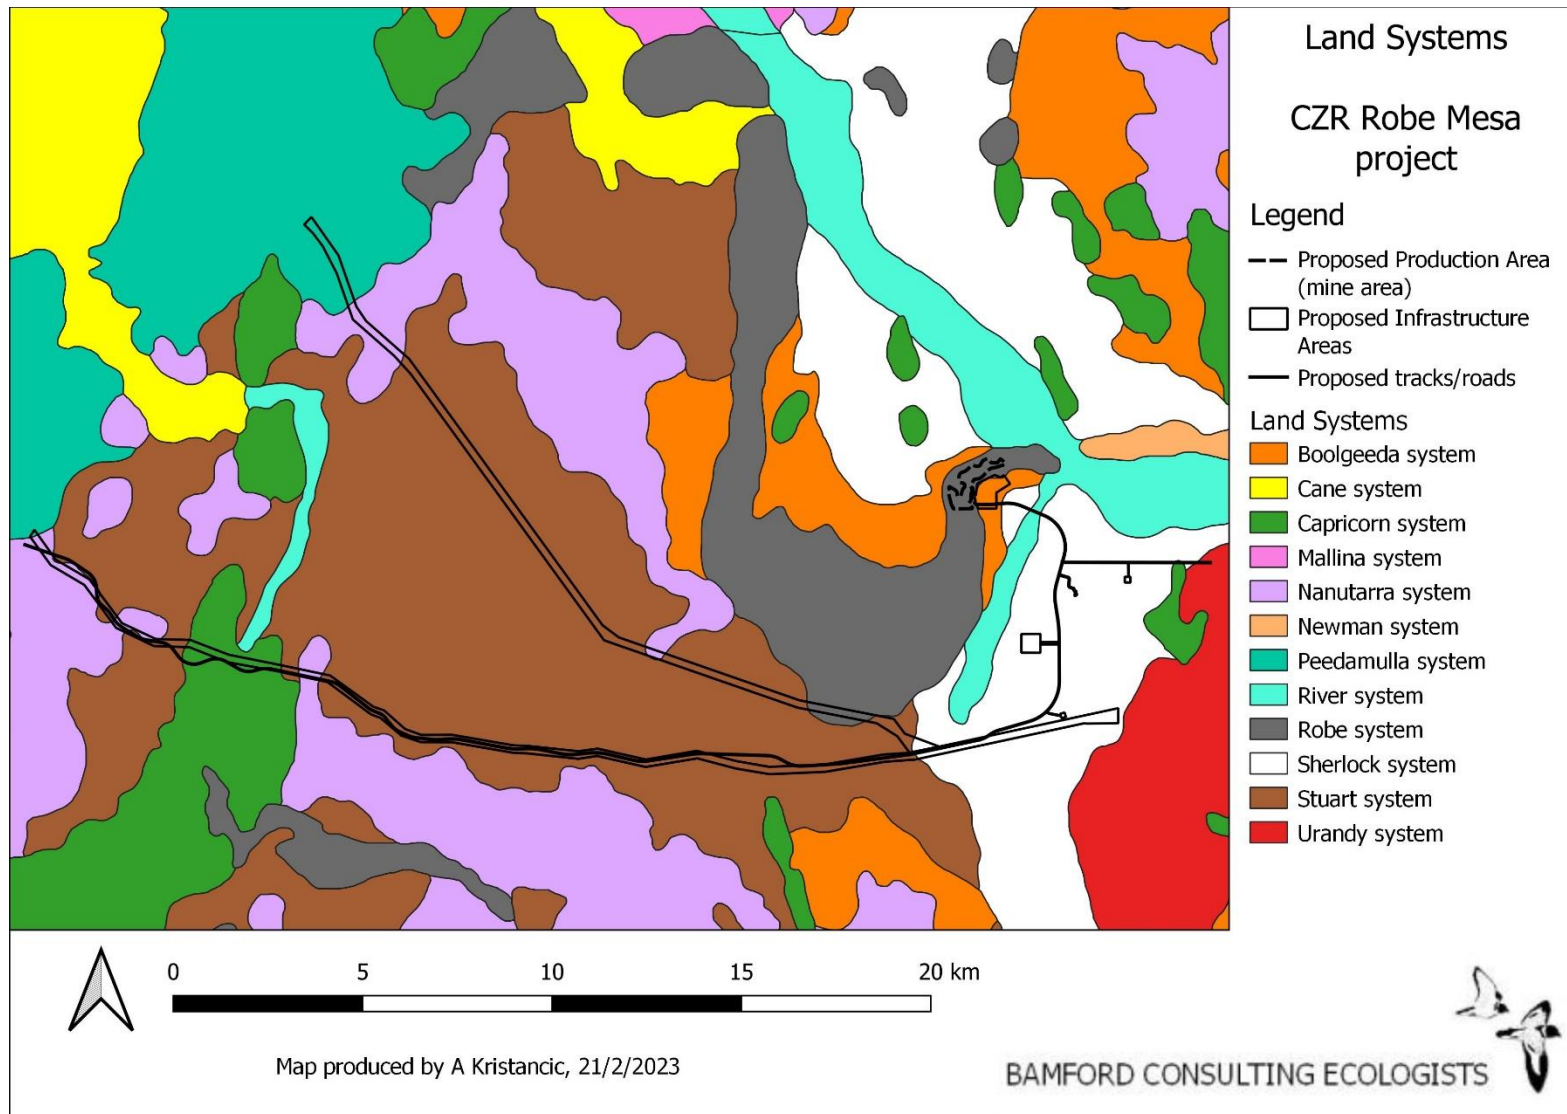 Land Systems
CZR Robe Mesa
project
Legend
Proposed Production Area
(mine area)
Proposed Infrastructure
Areas
Proposed tracks/roads
Land Systems
Boolgeeda system
Cane system
Capricorn system
Mallina system
Nanutarra system
Newman system
Peedamulla system
River system
Robe system
Sherlock system
Stuart system
Urandy system
0 5 10 15 20 km
Map produced by A Kristancic, 21/2/2023
BAMFORD CONSULTING ECOLOGISTS